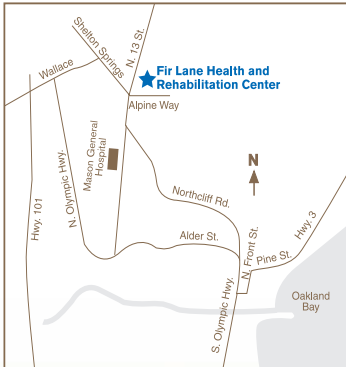 Shelton Springs
N. 13 St.
Wallace
Fir Lane Health and
Rehabilitation Center
Alpine Way
Mason General
Hospital
N. Olympic Hwy.
Hwy. 101
N
Northcliff Rd.
Alder St.
N. Front St.
Pine St.
Hwy. 3
S. Olympic Hwy.
Oakland
Bay